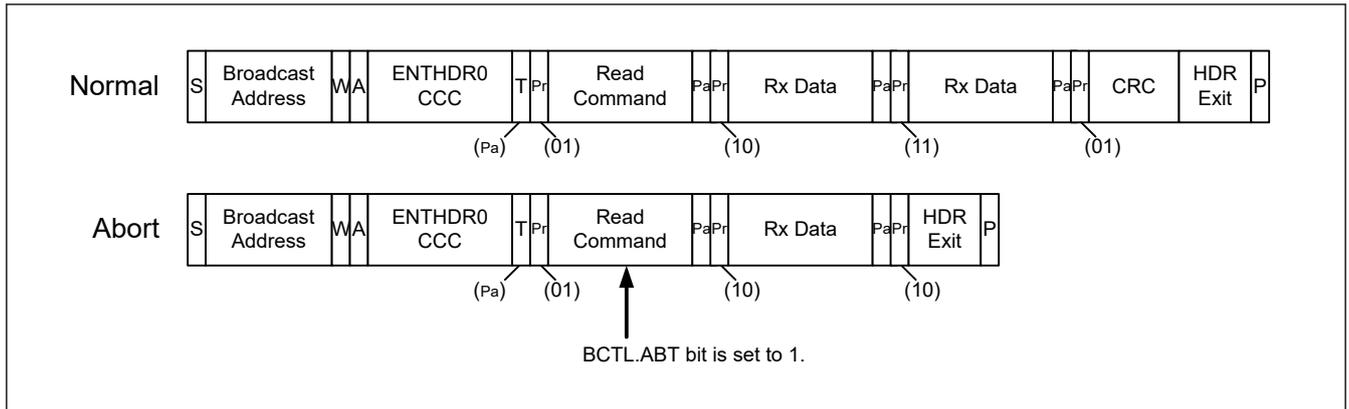 Normal S Broadcast Address W A ENTHDR0 CCC T Pr Read Command Pa Pr Rx Data Pa Pr Rx Data Pa Pr CRC HDR Exit P
(Pa) (01) (10) (11) (01)
Abort S Broadcast Address W A ENTHDR0 CCC T Pr Read Command Pa Pr Rx Data Pa Pr HDR Exit P
(Pa) (01) (10) (10)
BCTL.ABT bit is set to 1.